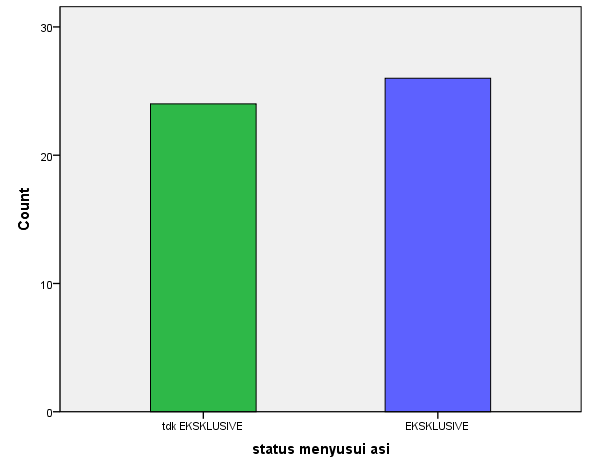 30
20
10
0
Count
tdk EKSKLUSIVE
EKSKLUSIVE
status menyusui asi